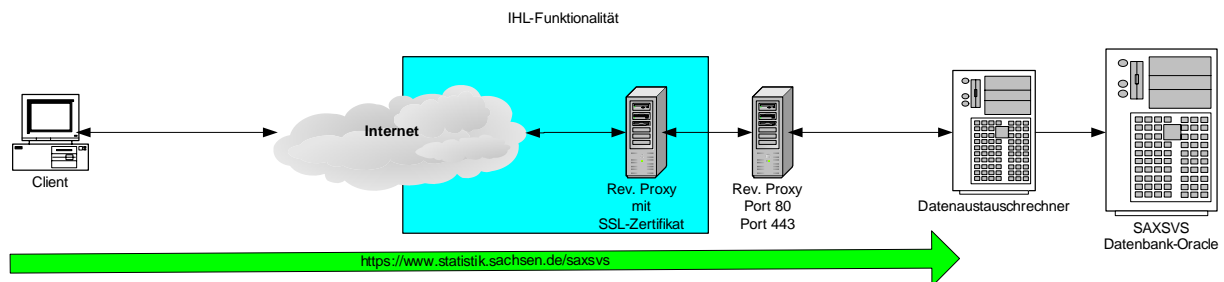 IHL-Funktionalität
Internet
Client
Rev. Proxy
mit
SSL-Zertifikat
Rev. Proxy
Port 80
Port 443
Datenaustauschrechner
SAXSVS
Datenbank-Oracle
https://www.statistik.sachsen.de/saxsvs